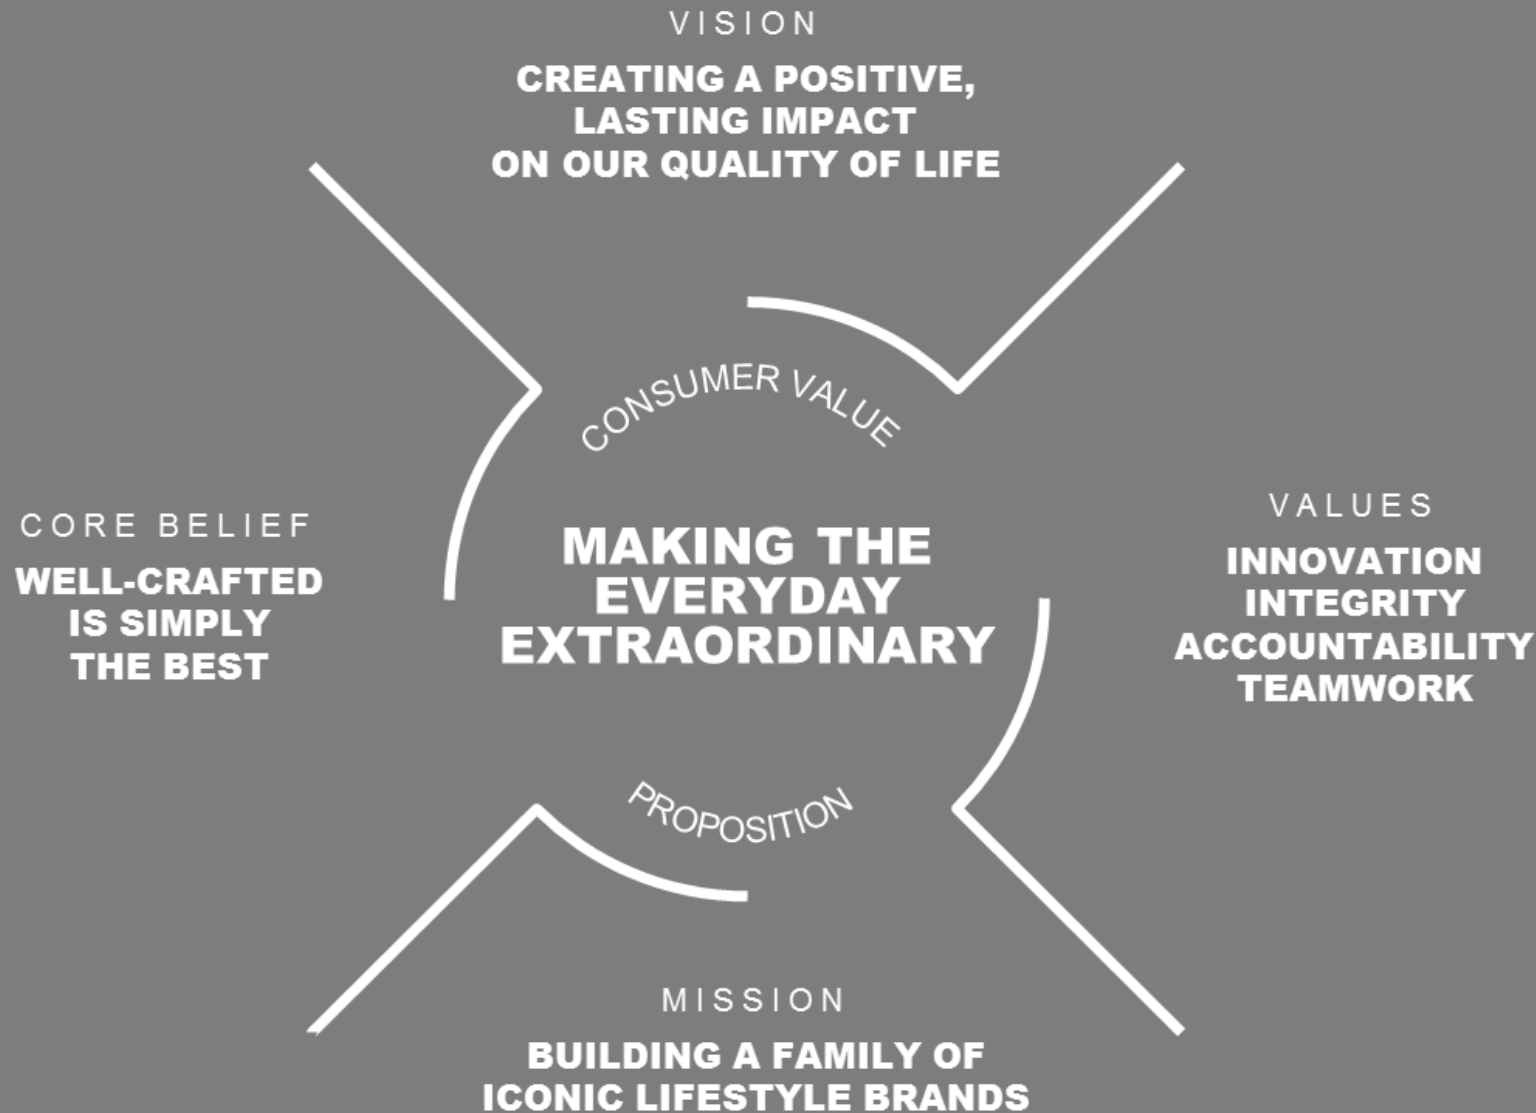 VISION
CREATING A POSITIVE,
LASTING IMPACT
ON OUR QUALITY OF LIFE
CONSUMER VALUE
MAKING THE
EVERYDAY
EXTRAORDINARY
PROPOSITION
CORE BELIEF
WELL-CRAFTED
IS SIMPLY
THE BEST
VALUES
INNOVATION
INTEGRITY
ACCOUNTABILITY
TEAMWORK
MISSION
BUILDING A FAMILY OF
ICONIC LIFESTYLE BRANDS